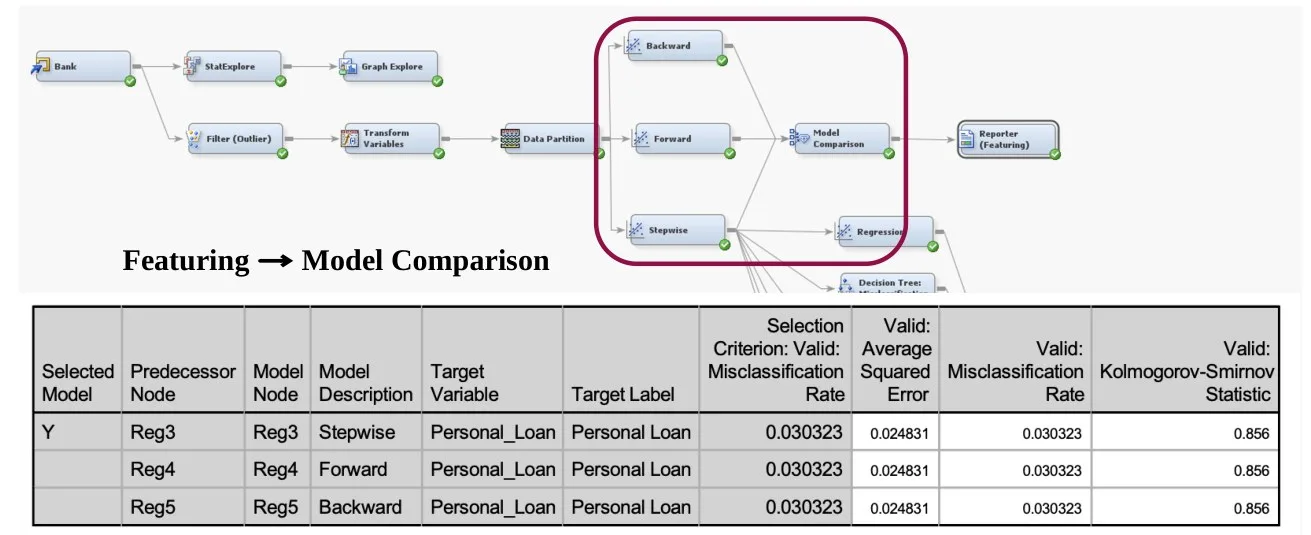 Bank
StatExplore
Graph Explore
Backward
Filter (Outlier)
Transform
Variables
Data Partition
Forward
Model
Comparison
Reporter
(Featuring)
Stepwise
Regression
Decision Tree:
Featuring → Model Comparison
Selected
Model
Predecessor
Node
Model
Node
Model
Description
Target
Variable
Target Label
Selection
Criterion: Valid:
Misclassification
Rate
Valid:
Average
Squared
Error
Valid:
Misclassification
Rate
Valid:
Kolmogorov-Smirnov
Statistic
Y Reg3 Reg3 Stepwise Personal_Loan Personal Loan 0.030323 0.024831 0.030323 0.856
Reg4 Reg4 Forward Personal_Loan Personal Loan 0.030323 0.024831 0.030323 0.856
Reg5 Reg5 Backward Personal_Loan Personal Loan 0.030323 0.024831 0.030323 0.856